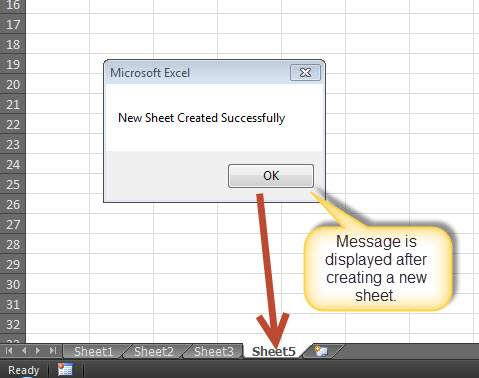 16
17
18
19
20
21
22
23
24
25
26
27
28
29
30
31
32
Microsoft Excel
New Sheet Created Successfully
OK
Message is
displayed after
creating a new
sheet.
Sheet1 Sheet2 Sheet3 Sheet5
Ready